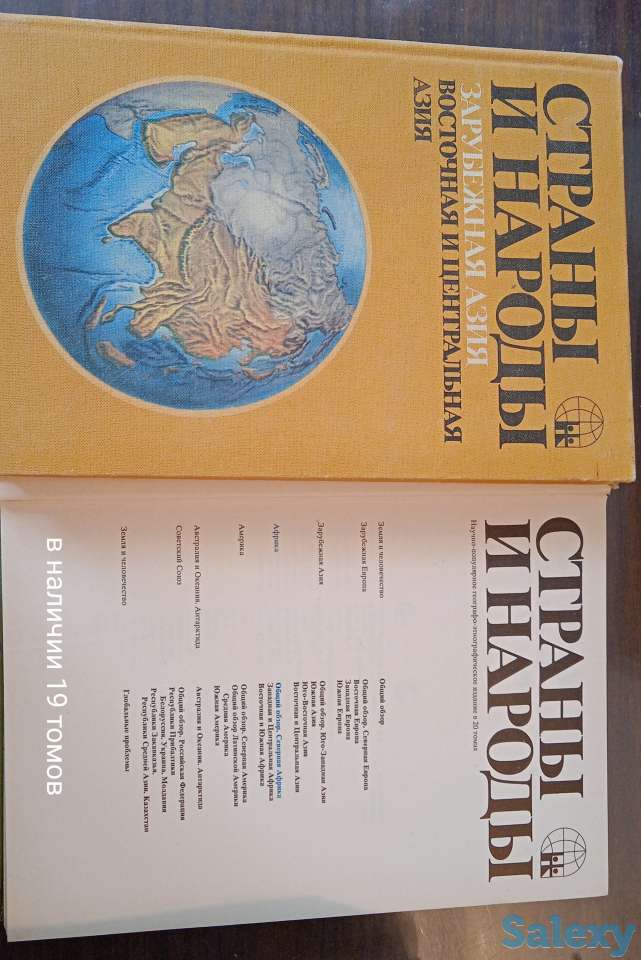 СТРАНЫ
И НАРОДЫ
ЗАРУБЕЖНАЯ АЗИЯ
ВОСТОЧНАЯ И ЦЕНТРАЛЬНАЯ
АЗИЯ
СТРАНЫ
И НАРОДЫ
Научно-популярное географо-этнографическое издание в 20 томах
Земля и человечество
Общий обзор
Зарубежная Европа
Общий обзор. Северная Европа
Восточная Европа
Западная Европа
Южная Европа
Зарубежная Азия
Общий обзор. Юго-Западная Азия
Южная Азия
Юго-Восточная Азия
Восточная и Центральная Азия
Африка
Общий обзор. Северная Африка
Западная и Центральная Африка
Восточная и Южная Африка
Америка
Общий обзор. Северная Америка
Общий обзор Латинской Америки
Средняя Америка
Южная Америка
Австралия и Океания. Антарктида
Австралия и Океания. Антарктида
Советский Союз
Общий обзор. Российская Федерация
Республики Прибалтики
Белоруссия. Украина. Молдавия
Республики Закавказья.
Республики Средней Азии. Казахстан
Земля и человечество
Глобальные проблемы
в наличии 19 томов
Salexy